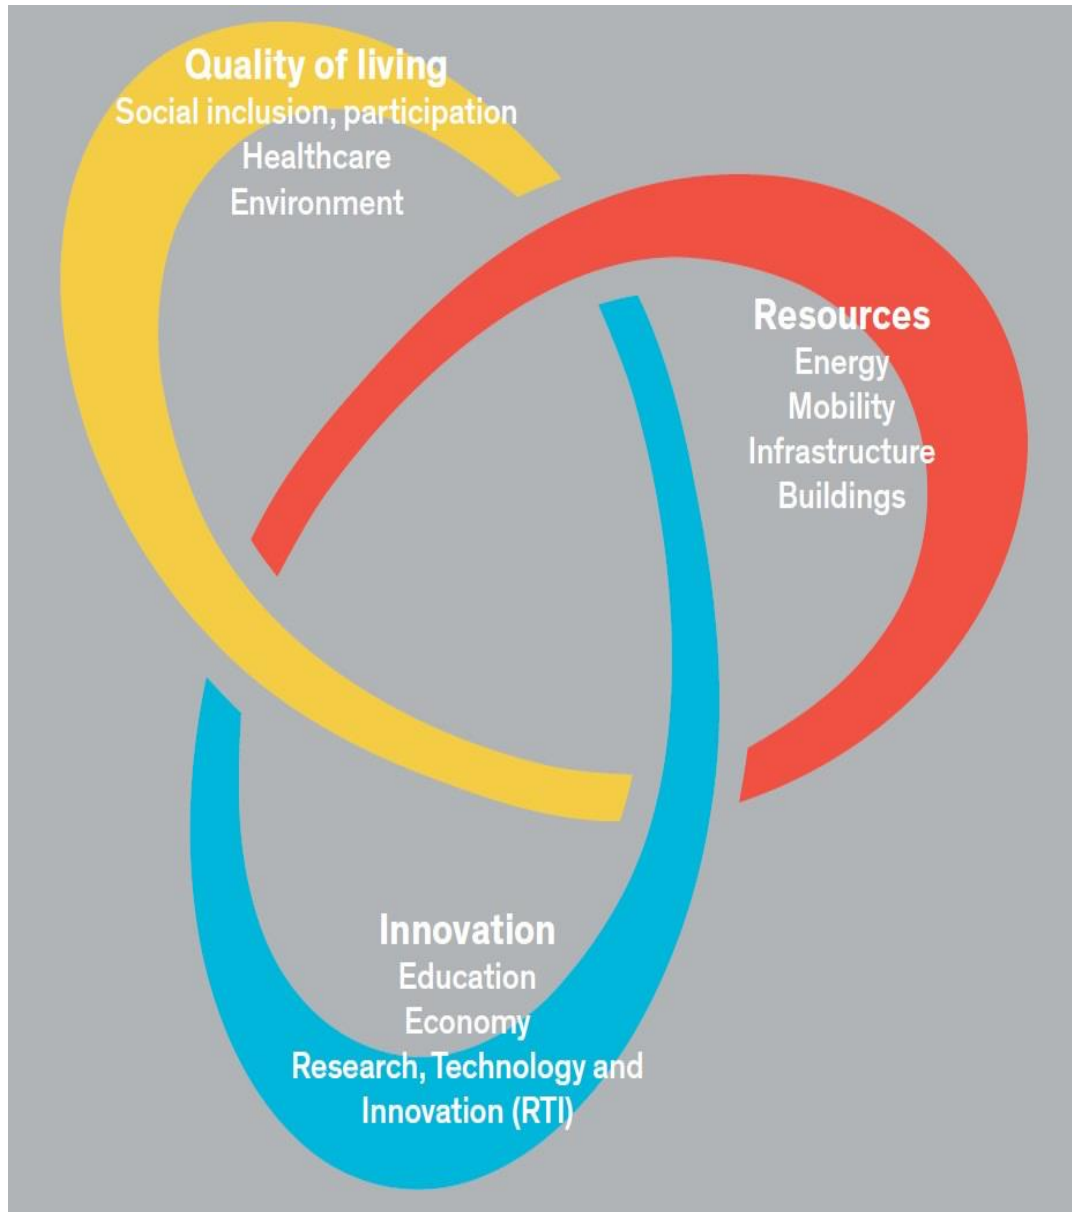 Quality of living
Social inclusion, participation
Healthcare
Environment
Resources
Energy
Mobility
Infrastructure
Buildings
Innovation
Education
Economy
Research, Technology and
Innovation (RTI)